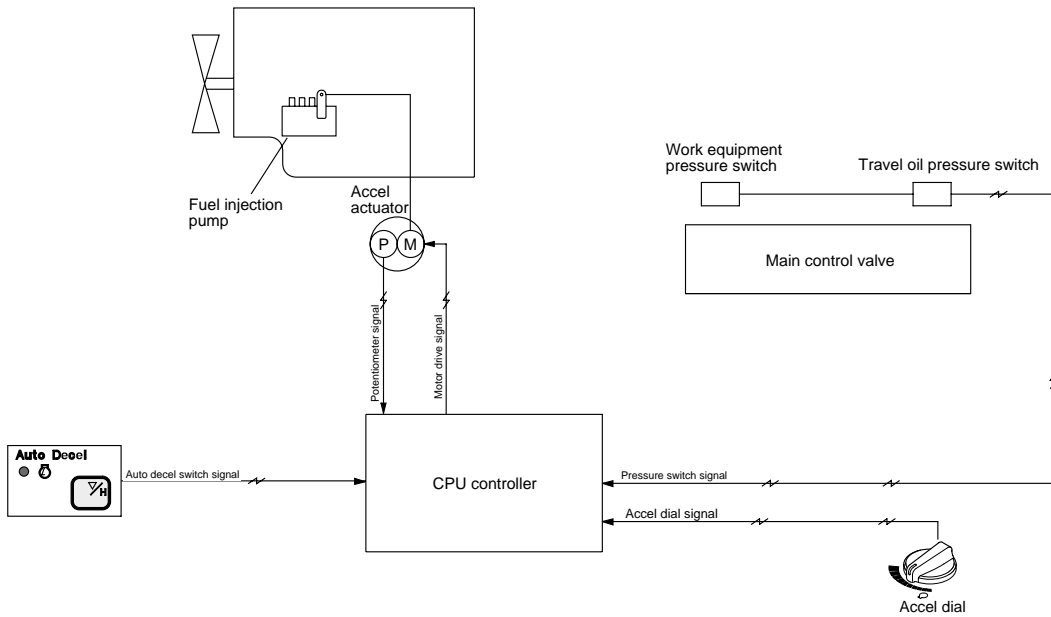 Work equipment
pressure switch
Travel oil pressure switch
Accel
actuator
Fuel injection
pump
P
M
Main control valve
Potentiometer signal
Motor drive signal
Auto Decel
H
Auto decel switch signal
CPU controller
Pressure switch signal
Accel dial signal
Accel dial